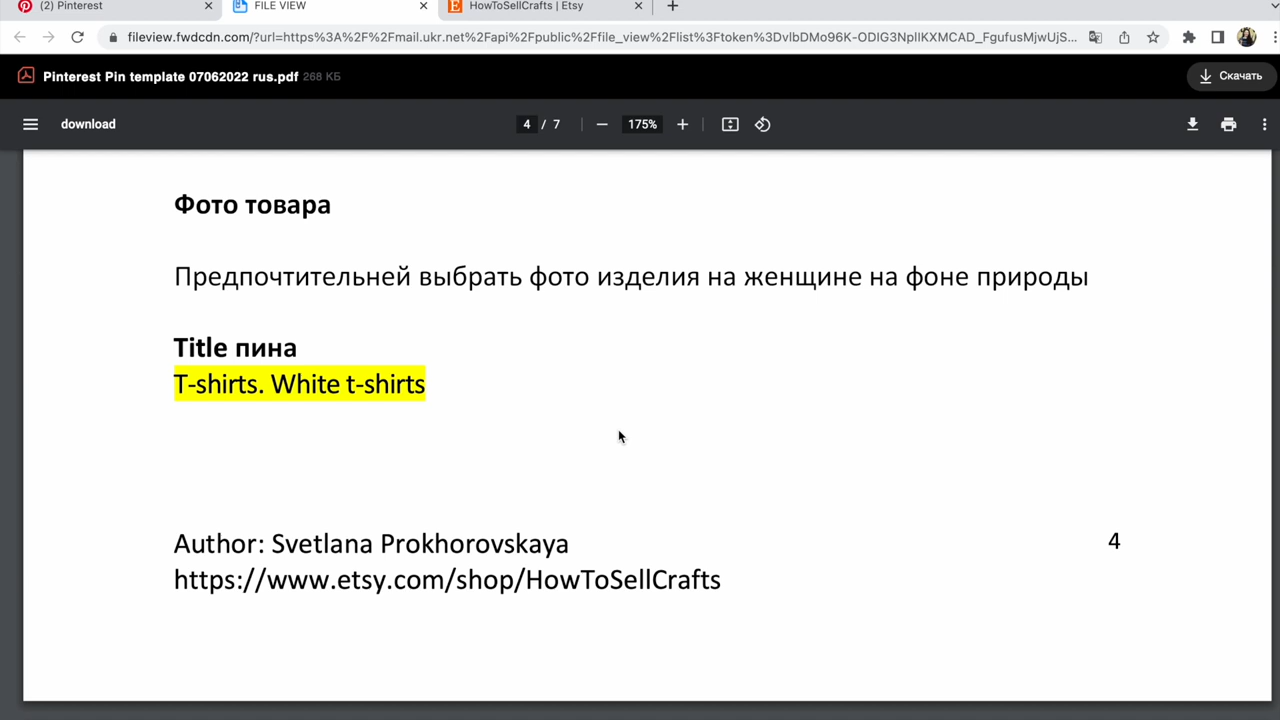 (2) Pinterest
FILE VIEW
HowToSellCrafts | Etsy
fileview.fwdcdn.com/?url=https%3A%2F%2Fmail.ukr.net%2Fapi%2Fpublic%2Ffile_view%2Flist%3Ftoken%3DvlbDMo96K-ODIG3NpllKXMCAD_FgufusMjwUjS...
Pinterest Pin template 07062022 rus.pdf 268 КБ
Скачать
download
4 / 7
175%
Фото товара
Предпочтительней выбрать фото изделия на женщине на фоне природы
Title пина
T-shirts. White t-shirts
Author: Svetlana Prokhorovskaya
4
https://www.etsy.com/shop/HowToSellCrafts